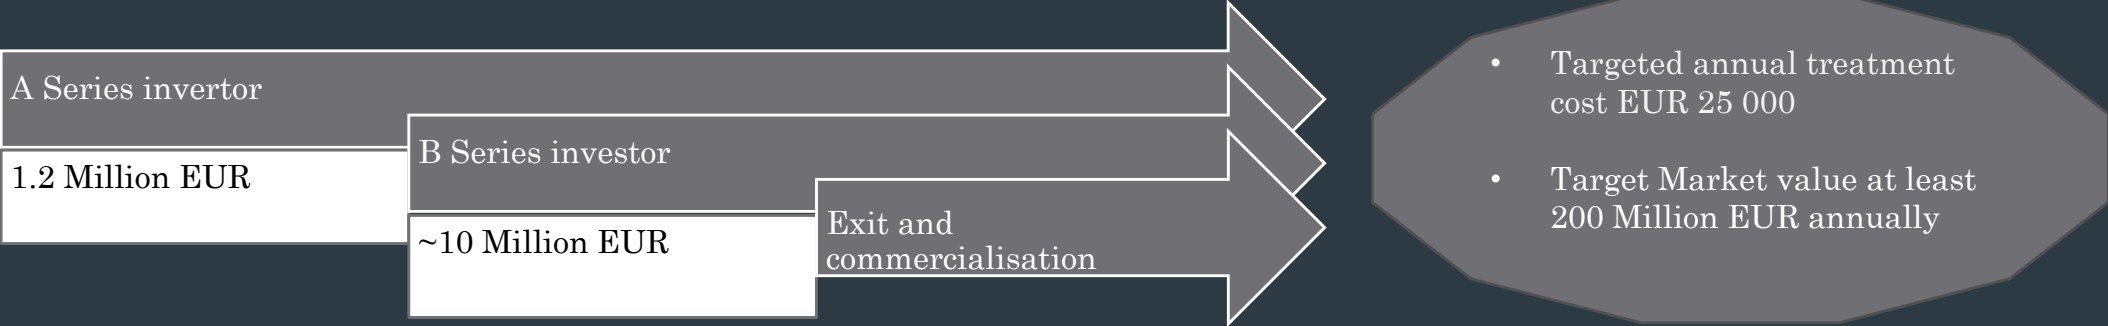 A Series invertor
1.2 Million EUR
B Series investor
~10 Million EUR
Exit and
commercialisation
• Targeted annual treatment
cost EUR 25 000
• Target Market value at least
200 Million EUR annually